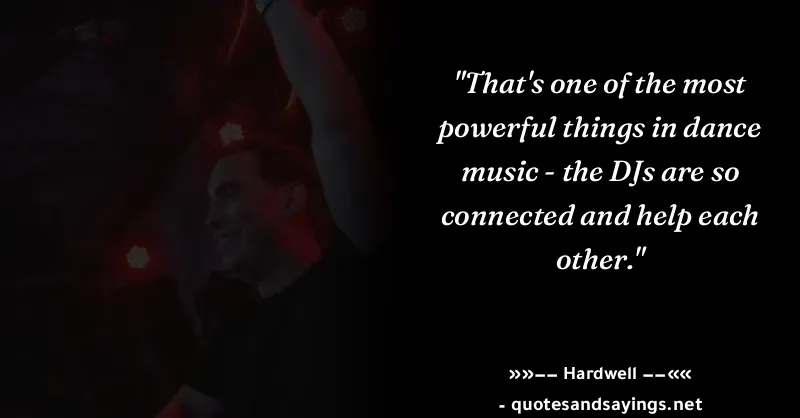 "That's one of the most
powerful things in dance
music - the DJs are so
connected and help each
other."
»»—— Hardwell ——««
- quotesandsayings.net